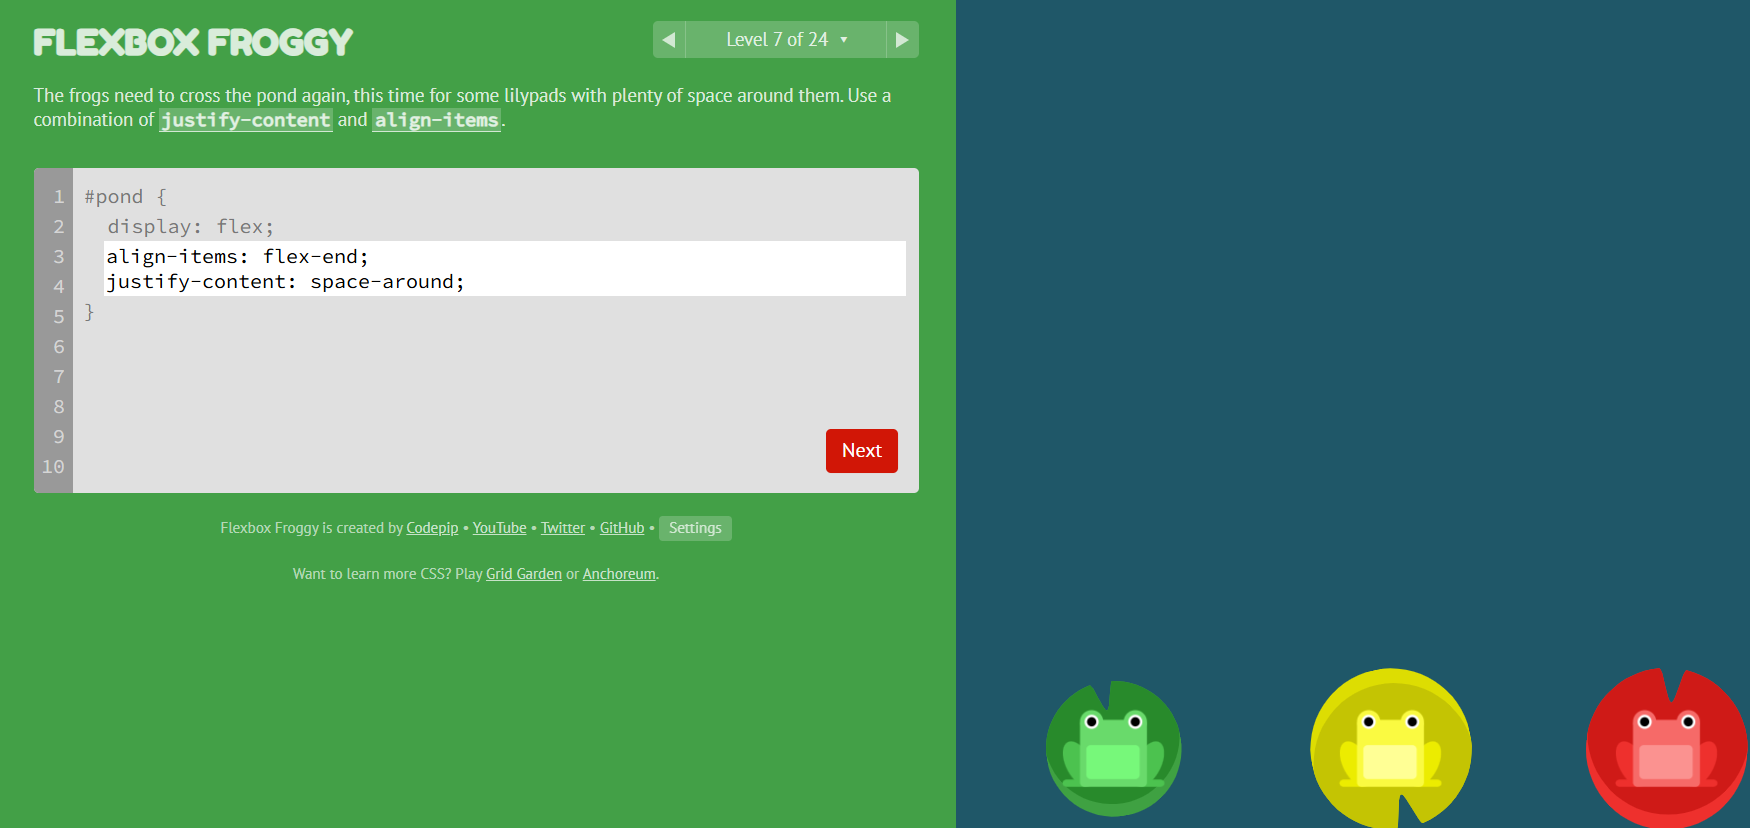 FLEXBOX FROGGY
Level 7 of 24
The frogs need to cross the pond again, this time for some lilypads with plenty of space around them. Use a
combination of justify-content and align-items.
1 #pond {
2 display: flex;
3 align-items: flex-end;
4 justify-content: space-around;
5 }
6
7
8
9
10
Next
Flexbox Froggy is created by Codepip • YouTube • Twitter • GitHub • Settings
Want to learn more CSS? Play Grid Garden or Anchoreum.